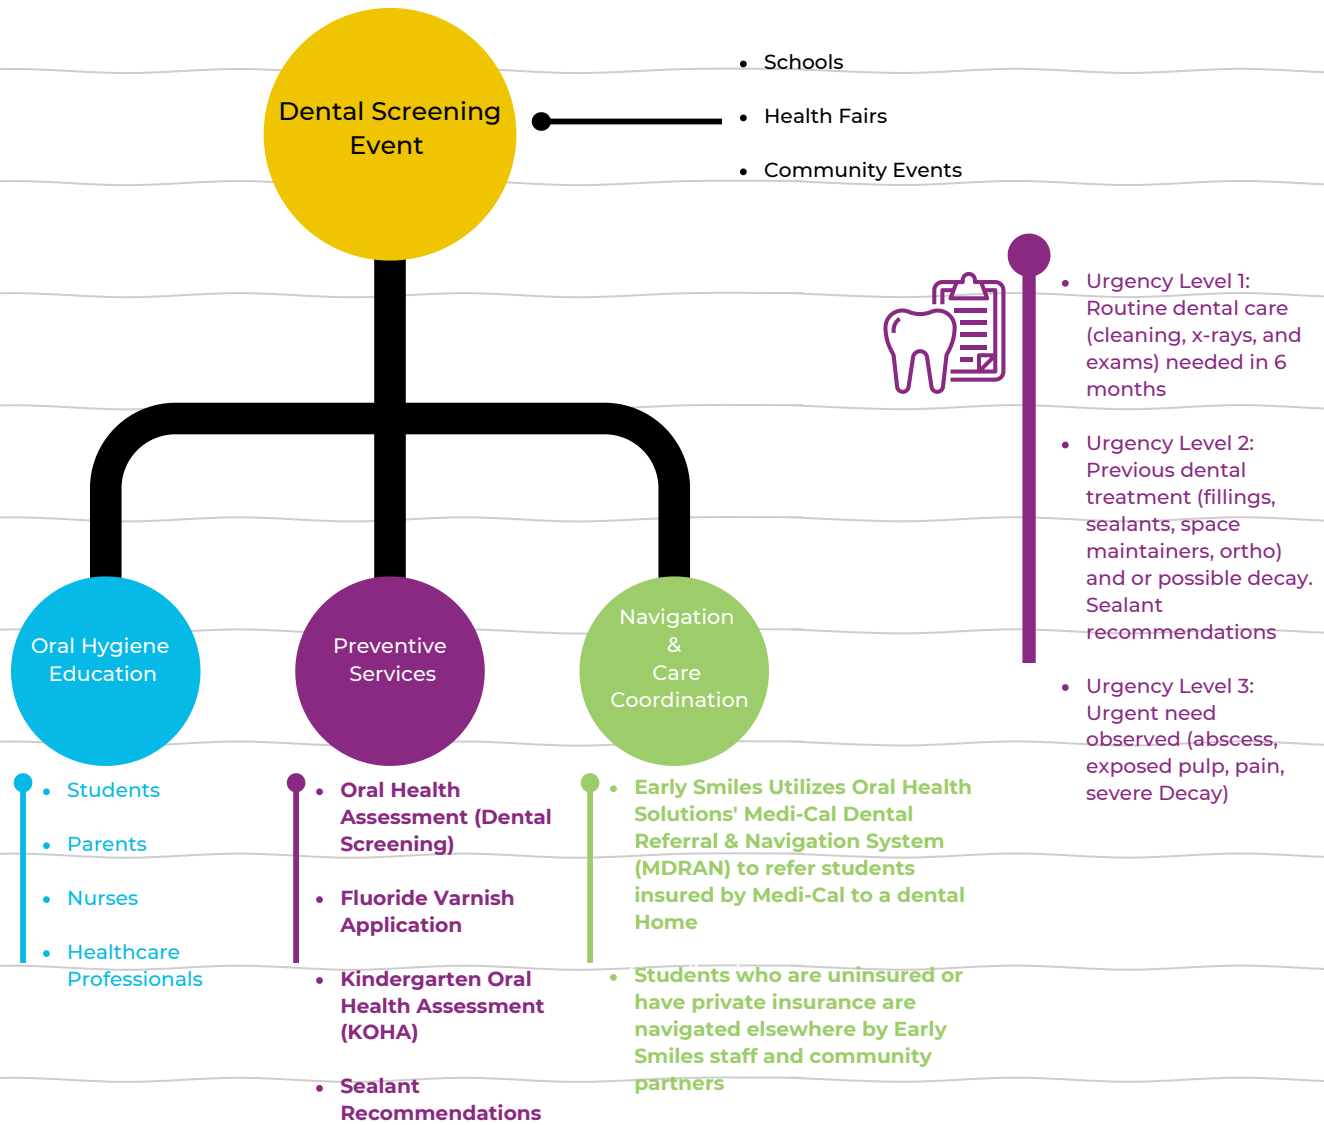 Dental Screening
Event
• Schools
• Health Fairs
• Community Events
• Urgency Level 1:
Routine dental care
(cleaning, x-rays, and
exams) needed in 6
months
• Urgency Level 2:
Previous dental
treatment (fillings,
sealants, space
maintainers, ortho)
and or possible decay.
Sealant
recommendations
• Urgency Level 3:
Urgent need
observed (abscess,
exposed pulp, pain,
severe Decay)
Oral Hygiene
Education
• Students
• Parents
• Nurses
• Healthcare
Professionals
Preventive
Services
• Oral Health
Assessment (Dental
Screening)
• Fluoride Varnish
Application
• Kindergarten Oral
Health Assessment
(KOHA)
• Sealant
Recommendations
Navigation
&
Care
Coordination
• Early Smiles Utilizes Oral Health
Solutions' Medi-Cal Dental
Referral & Navigation System
(MDRAN) to refer students
insured by Medi-Cal to a dental
Home
• Students who are uninsured or
have private insurance are
navigated elsewhere by Early
Smiles staff and community
partners